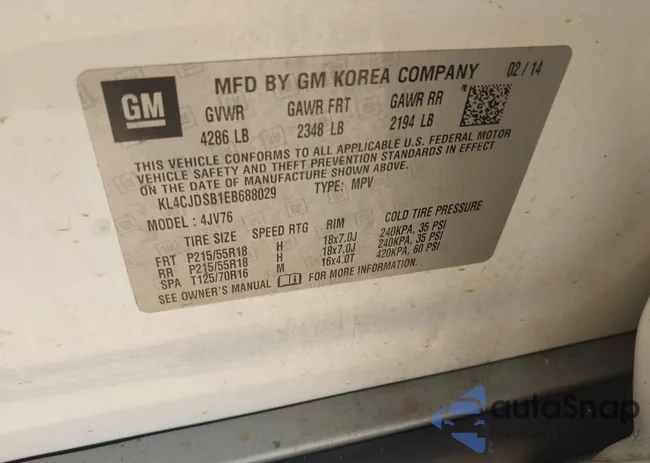 GM
MFD BY GM KOREA COMPANY 02/14
GVWR GAWR FRT GAWR RR
4286 LB 2348 LB 2194 LB
THIS VEHICLE CONFORMS TO ALL APPLICABLE U.S. FEDERAL MOTOR
VEHICLE SAFETY AND THEFT PREVENTION STANDARDS IN EFFECT
ON THE DATE OF MANUFACTURE SHOWN ABOVE.
KL4CJDSB1EB688029 TYPE: MPV
MODEL: 4JV76
TIRE SIZE SPEED RTG RIM COLD TIRE PRESSURE
FRT P215/55R18 H 18x7.0J 240KPA, 35 PSI
RR P215/55R18 H 18x7.0J 240KPA, 35 PSI
SPA T125/70R16 M 16x4.0T 420KPA, 60 PSI
SEE OWNER'S MANUAL FOR MORE INFORMATION.
autoSnap